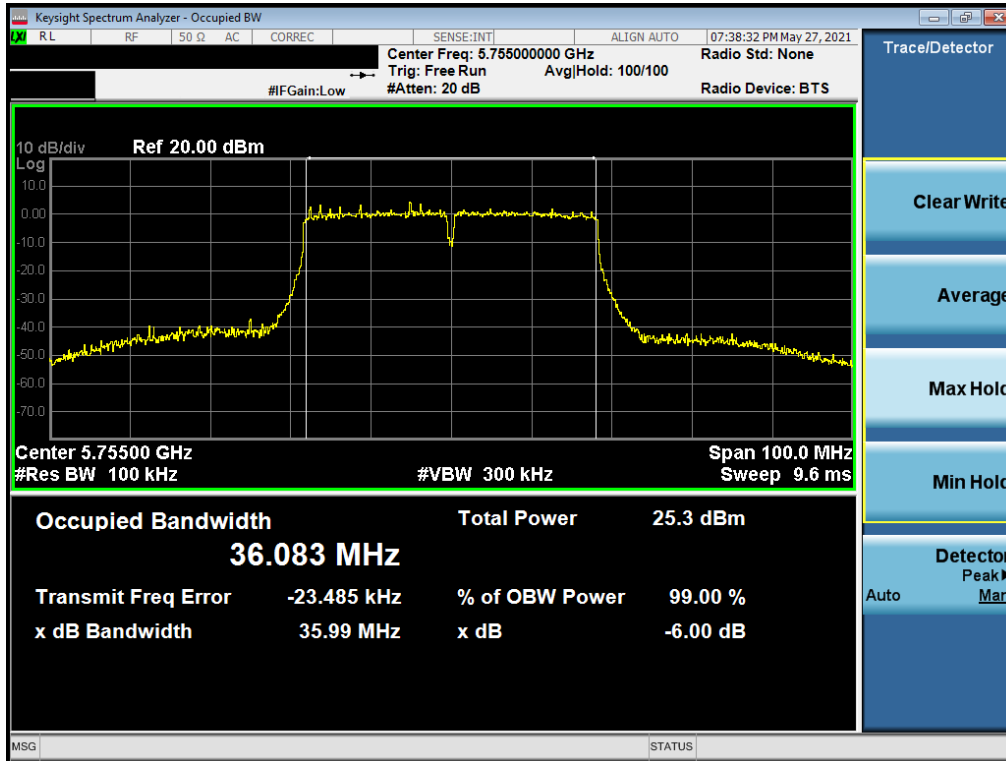 Keysight Spectrum Analyzer - Occupied BW
LXI RL RF 50 Ω AC CORREC SENSE:INT ALIGN AUTO 07:38:32 PM May 27, 2021
Center Freq: 5.755000000 GHz Radio Std: None
Trig: Free Run Avg|Hold: 100/100
#IFGain:Low #Atten: 20 dB Radio Device: BTS
Trace/Detector
10 dB/div Ref 20.00 dBm
Log
10.0
0.00
-10.0
-20.0
-30.0
-40.0
-50.0
-60.0
-70.0
Center 5.75500 GHz Span 100.0 MHz
#Res BW 100 kHz #VBW 300 kHz Sweep 9.6 ms
Clear Write
Average
Max Hold
Min Hold
Detector
Peak
Auto Man
Occupied Bandwidth Total Power 25.3 dBm
36.083 MHz
Transmit Freq Error -23.485 kHz % of OBW Power 99.00 %
x dB Bandwidth 35.99 MHz x dB -6.00 dB
MSG STATUS